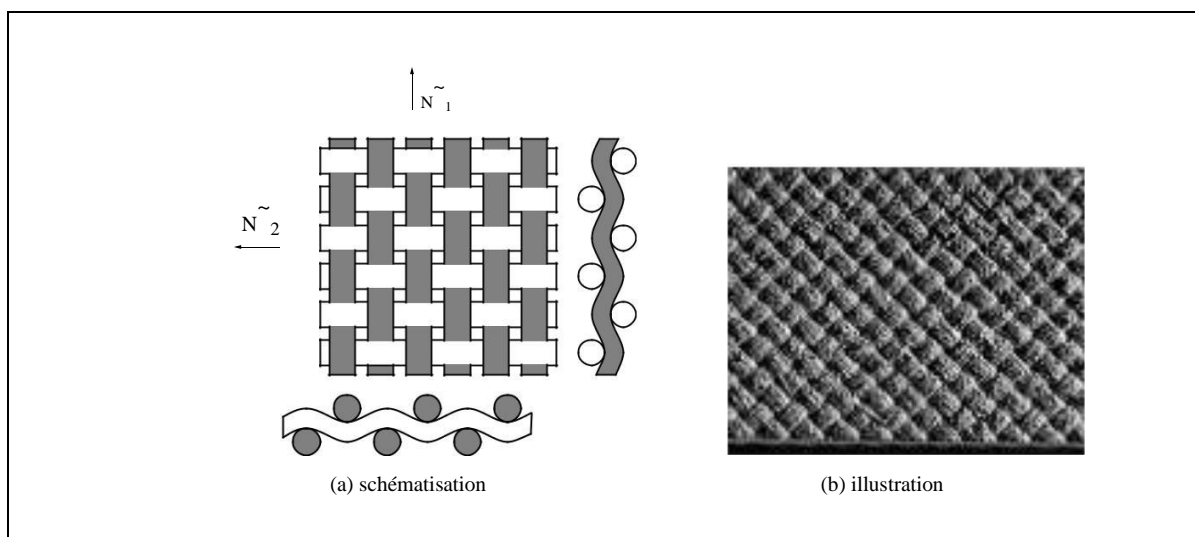 N ~ 1
N ~ 2
(a) schématisation
(b) illustration